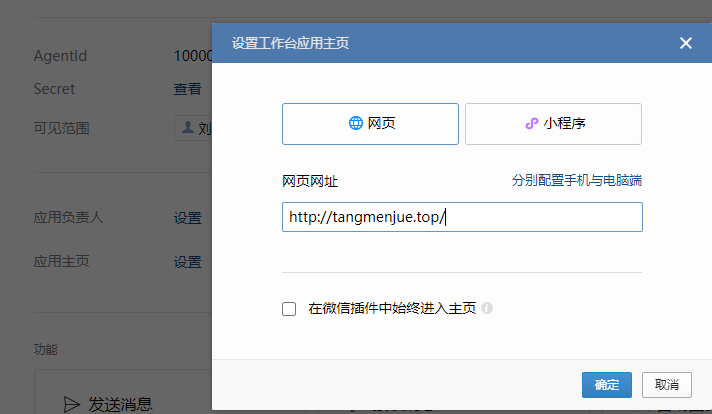 设置工作台应用主页
AgentId 10000
Secret 查看
可见范围 刘
网页 小程序
网页网址 分别配置手机与电脑端
http://tangmenjue.top/
应用负责人 设置
应用主页 设置
在微信插件中始终进入主页
功能
确定 取消
发送消息